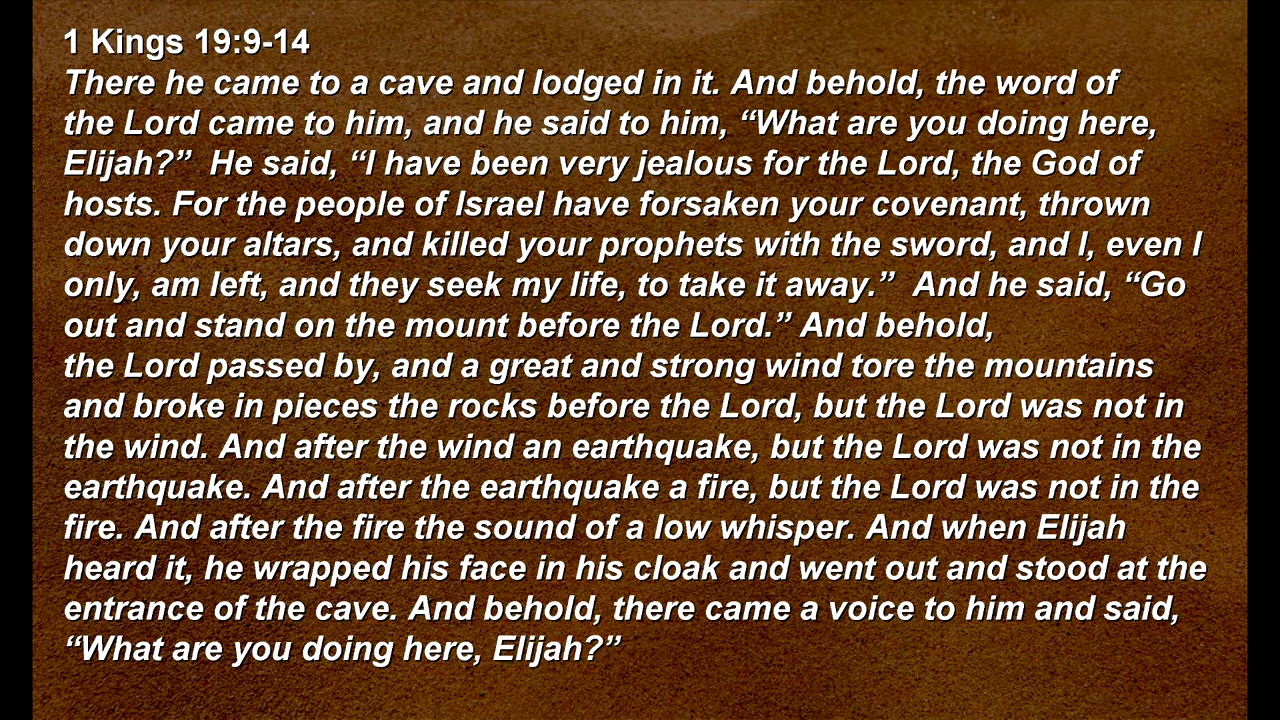 1 Kings 19:9-14
There he came to a cave and lodged in it. And behold, the word of
the Lord came to him, and he said to him, “What are you doing here,
Elijah?”  He said, “I have been very jealous for the Lord, the God of
hosts. For the people of Israel have forsaken your covenant, thrown
down your altars, and killed your prophets with the sword, and I, even I
only, am left, and they seek my life, to take it away.”  And he said, “Go
out and stand on the mount before the Lord.” And behold,
the Lord passed by, and a great and strong wind tore the mountains
and broke in pieces the rocks before the Lord, but the Lord was not in
the wind. And after the wind an earthquake, but the Lord was not in the
earthquake. And after the earthquake a fire, but the Lord was not in the
fire. And after the fire the sound of a low whisper. And when Elijah
heard it, he wrapped his face in his cloak and went out and stood at the
entrance of the cave. And behold, there came a voice to him and said,
“What are you doing here, Elijah?”